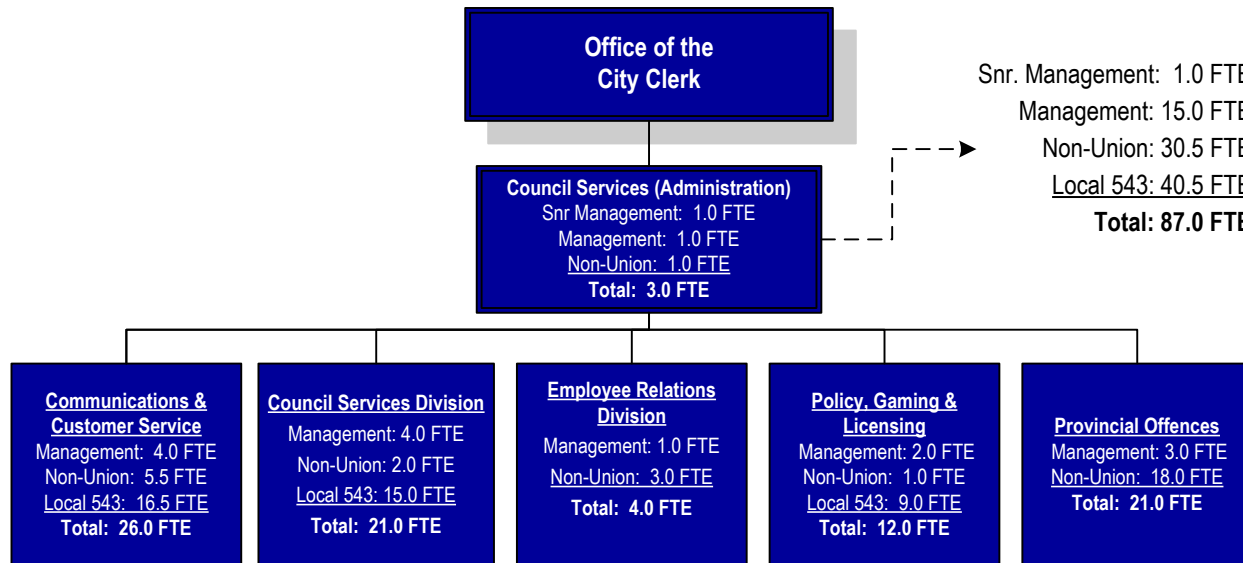 Office of the
City Clerk
Snr. Management: 1.0 FTE
Management: 15.0 FTE
Non-Union: 30.5 FTE
Local 543: 40.5 FTE
Total: 87.0 FTE
Council Services (Administration)
Snr Management: 1.0 FTE
Management: 1.0 FTE
Non-Union: 1.0 FTE
Total: 3.0 FTE
Communications &
Customer Service
Management: 4.0 FTE
Non-Union: 5.5 FTE
Local 543: 16.5 FTE
Total: 26.0 FTE
Council Services Division
Management: 4.0 FTE
Non-Union: 2.0 FTE
Local 543: 15.0 FTE
Total: 21.0 FTE
Employee Relations
Division
Management: 1.0 FTE
Non-Union: 3.0 FTE
Total: 4.0 FTE
Policy, Gaming &
Licensing
Management: 2.0 FTE
Non-Union: 1.0 FTE
Local 543: 9.0 FTE
Total: 12.0 FTE
Provincial Offences
Management: 3.0 FTE
Non-Union: 18.0 FTE
Total: 21.0 FTE